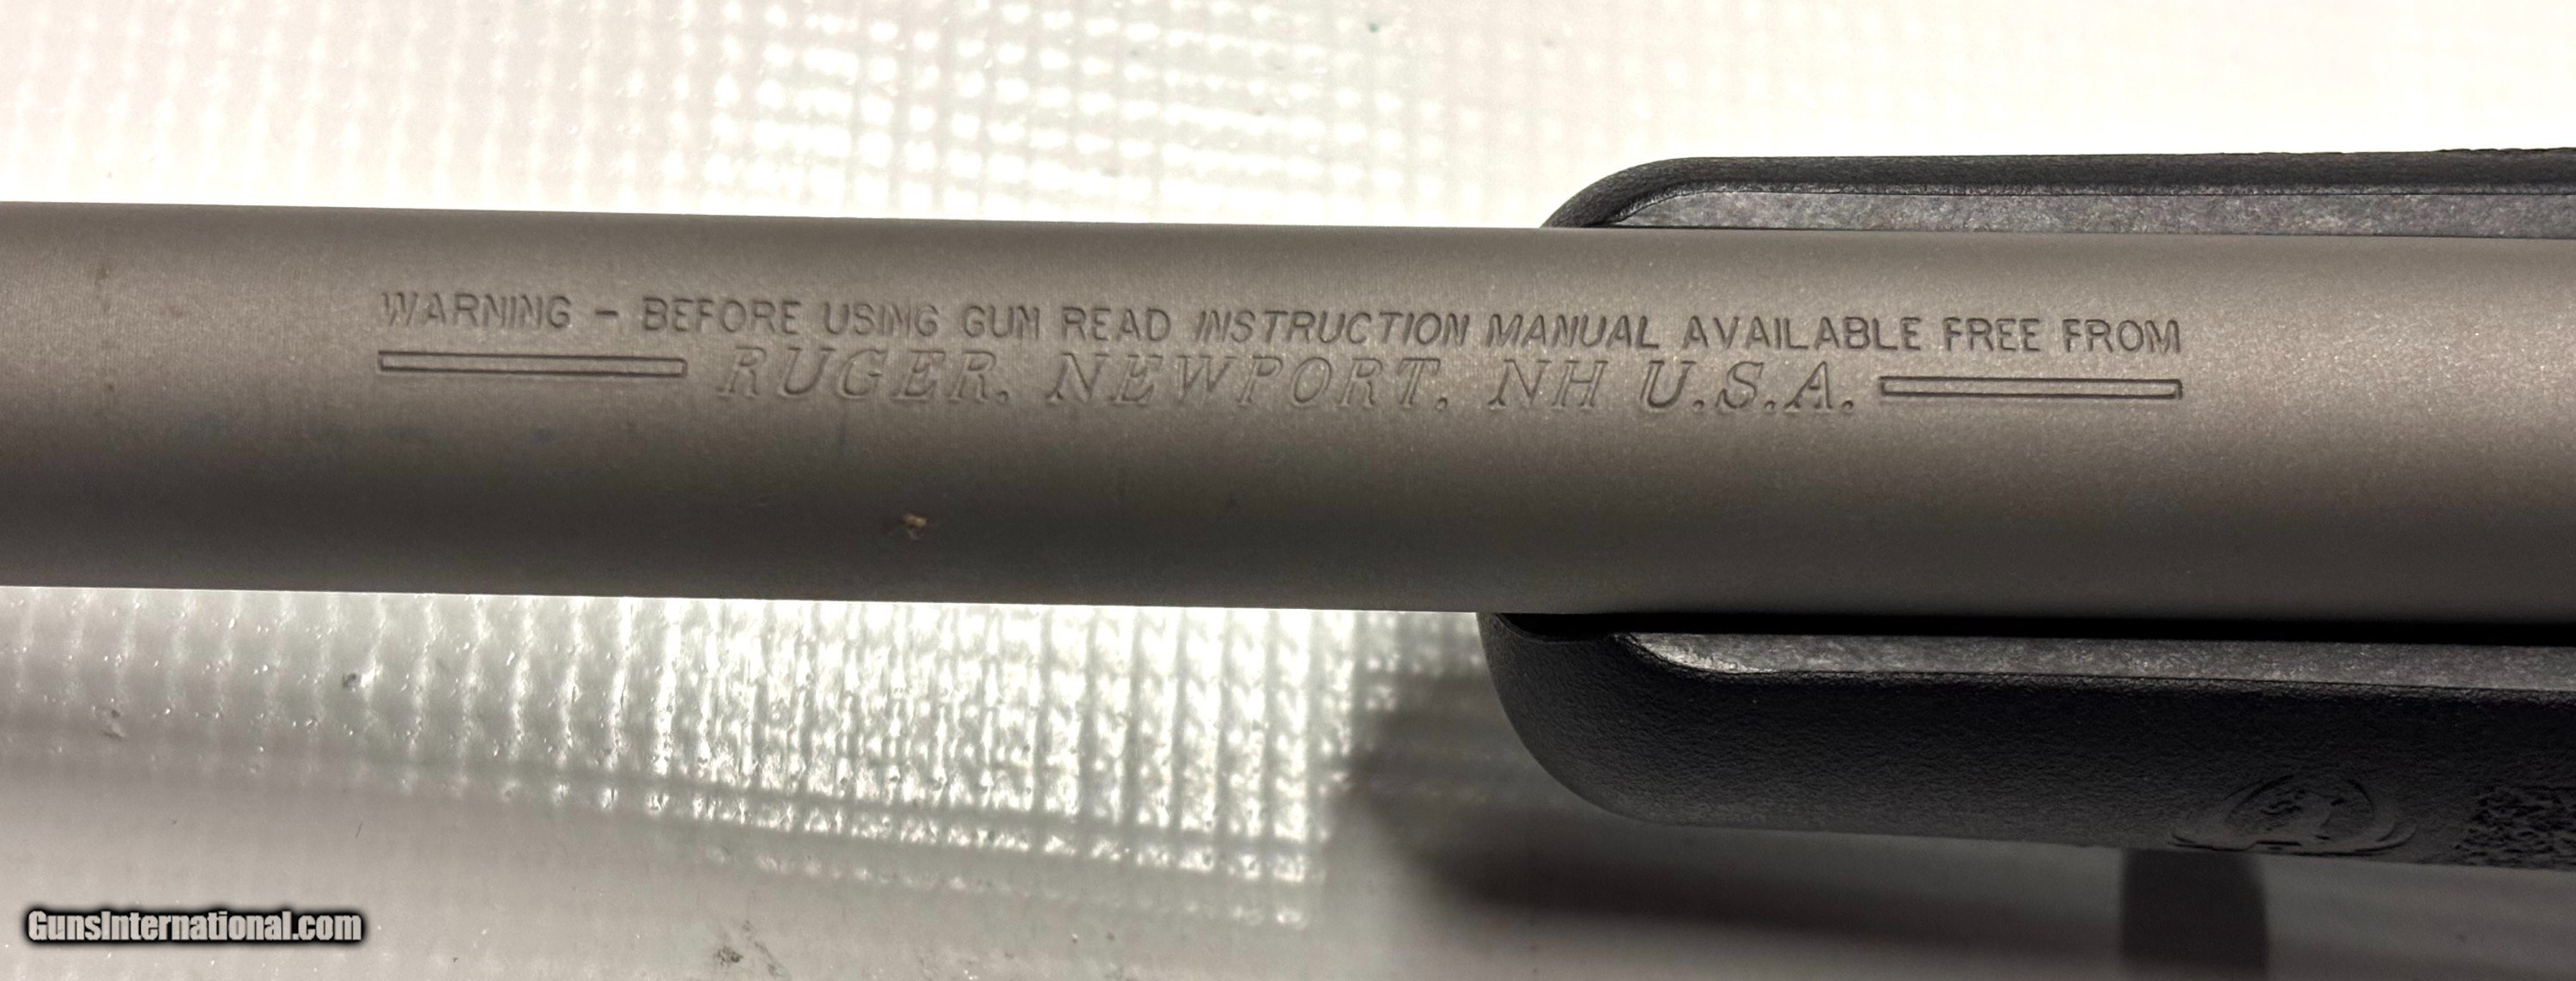 WARNING - BEFORE USING GUN READ INSTRUCTION MANUAL AVAILABLE FREE FROM
RUGER, NEWPORT, NH U.S.A.
GunsInternational.com